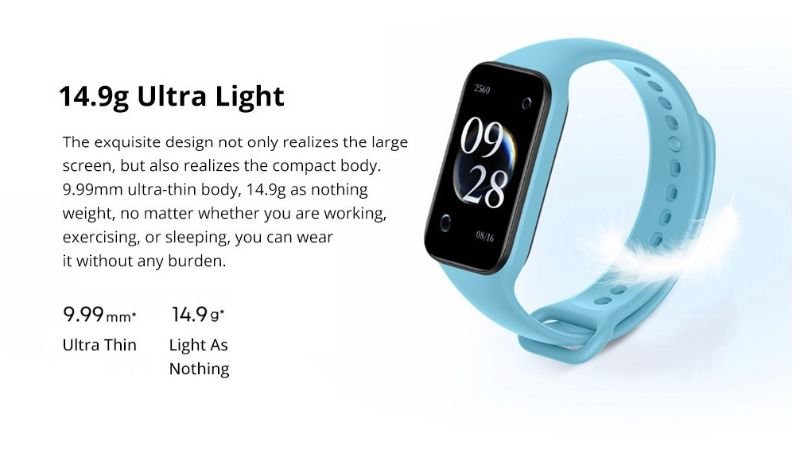 14.9g Ultra Light
The exquisite design not only realizes the large
screen, but also realizes the compact body.
9.99mm ultra-thin body, 14.9g as nothing
weight, no matter whether you are working,
exercising, or sleeping, you can wear
it without any burden.
9.99mm* 14.9g*
Ultra Thin Light As
Nothing
2560
09
28
08/16